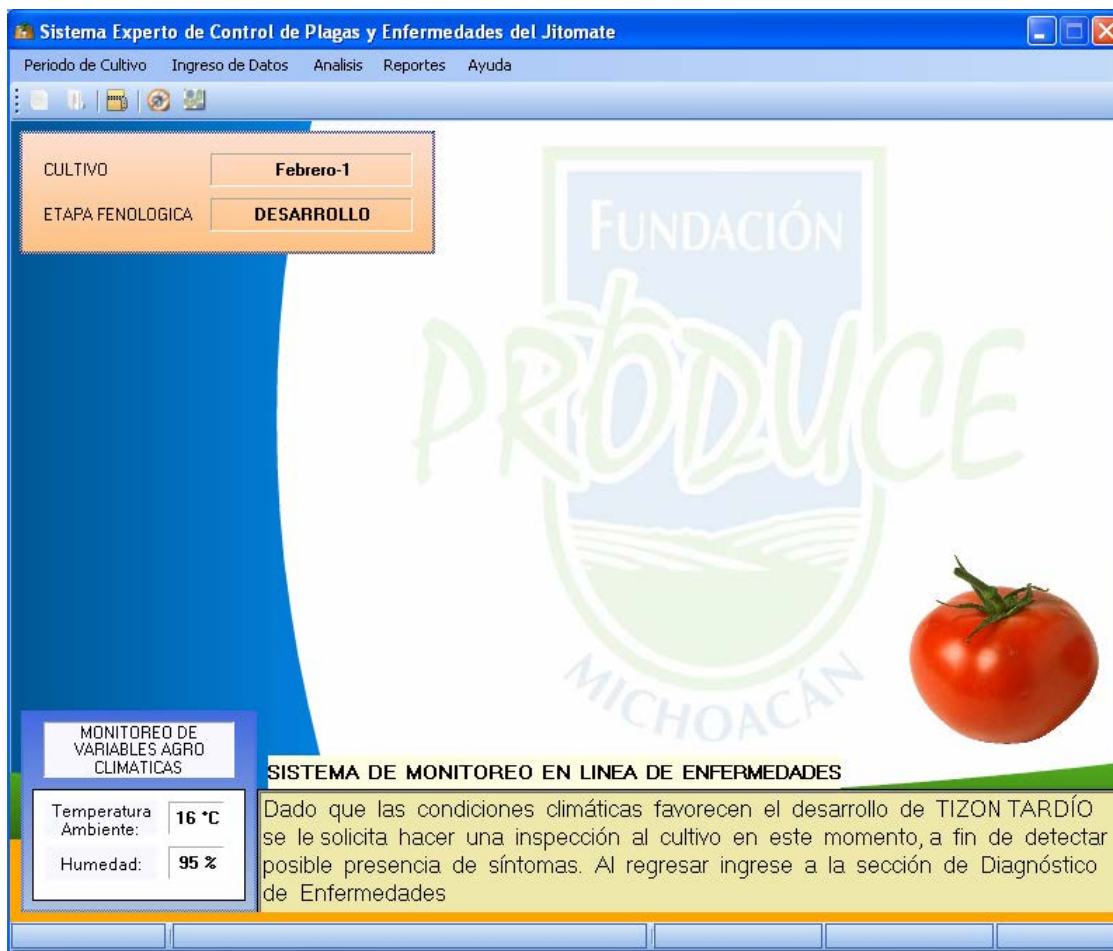 Sistema Experto de Control de Plagas y Enfermedades del Jitomate
Periodo de Cultivo Ingreso de Datos Analisis Reportes Ayuda
CULTIVO Febrero-1
ETAPA FENOLOGICA DESARROLLO
FUNDACIÓN
PRODUCE
MICHOACÁN
MONITOREO DE
VARIABLES AGRO
CLIMATICAS
Temperatura
Ambiente: 16 °C
Humedad: 95 %
SISTEMA DE MONITOREO EN LINEA DE ENFERMEDADES
Dado que las condiciones climáticas favorecen el desarrollo de TIZON TARDÍO
se le solicita hacer una inspección al cultivo en este momento, a fin de detectar
posible presencia de síntomas. Al regresar ingrese a la sección de Diagnóstico
de Enfermedades